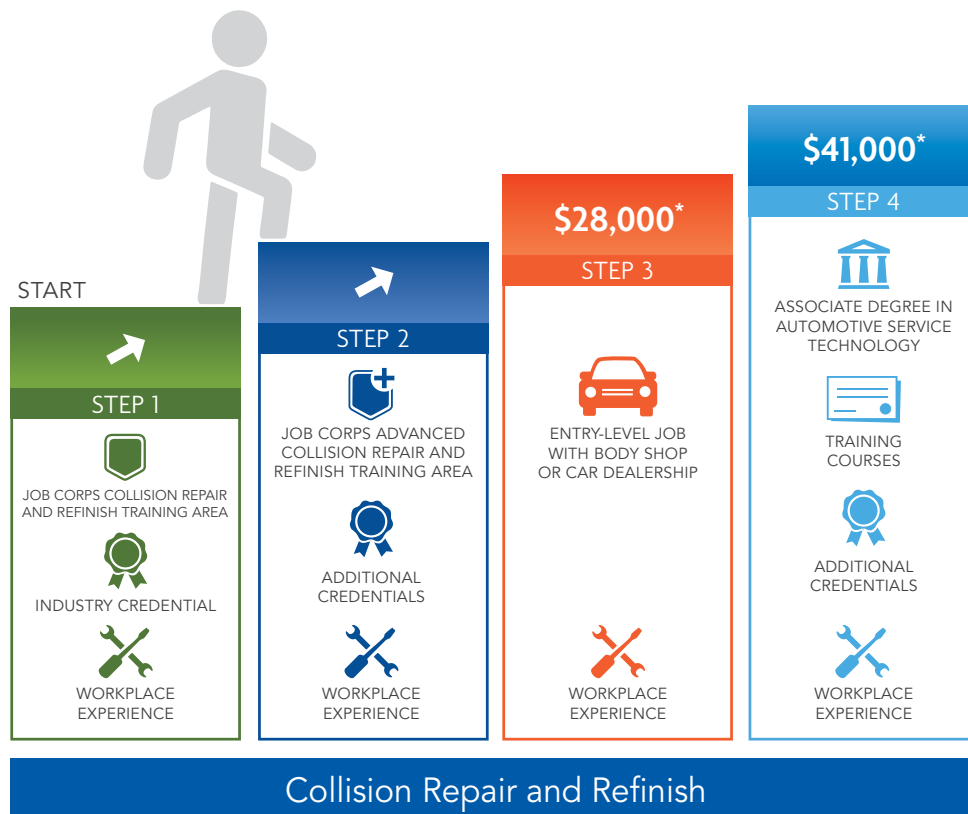 START
STEP 1
JOB CORPS COLLISION REPAIR
AND REFINISH TRAINING AREA
INDUSTRY CREDENTIAL
WORKPLACE
EXPERIENCE
STEP 2
JOB CORPS ADVANCED
COLLISION REPAIR AND
REFINISH TRAINING AREA
ADDITIONAL
CREDENTIALS
WORKPLACE
EXPERIENCE
$28,000*
STEP 3
ENTRY-LEVEL JOB
WITH BODY SHOP
OR CAR DEALERSHIP
WORKPLACE
EXPERIENCE
$41,000*
STEP 4
ASSOCIATE DEGREE IN
AUTOMOTIVE SERVICE
TECHNOLOGY
TRAINING
COURSES
ADDITIONAL
CREDENTIALS
WORKPLACE
EXPERIENCE
Collision Repair and Refinish